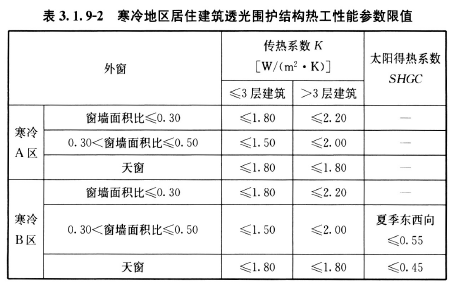 表 3.1.9-2 寒冷地区居住建筑透光围护结构热工性能参数限值
外窗
传热系数 K
[W/(m²·K)]
太阳得热系数
SHGC
≤3 层建筑
>3 层建筑
寒冷
A 区
窗墙面积比≤0.30
≤1.80
≤2.20
—
0.30<窗墙面积比≤0.50
≤1.50
≤2.00
—
天窗
≤1.80
≤1.80
—
寒冷
B 区
窗墙面积比≤0.30
≤1.80
≤2.20
—
0.30<窗墙面积比≤0.50
≤1.50
≤2.00
夏季东西向
≤0.55
天窗
≤1.80
≤1.80
≤0.45